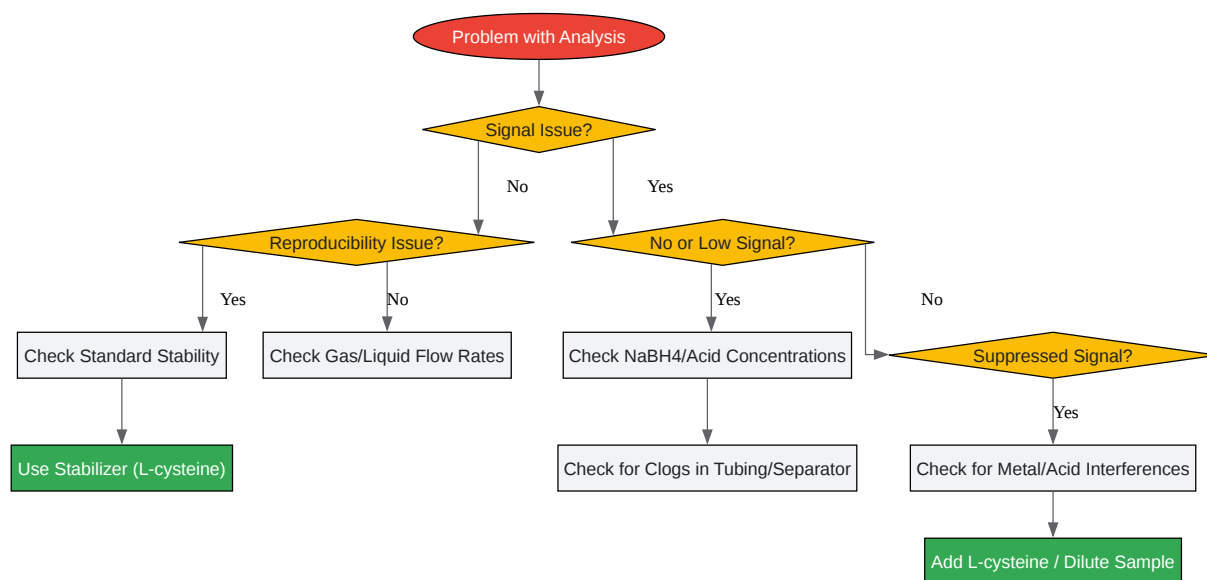 Problem with Analysis
Signal Issue?
No
Yes
Reproducibility Issue?
No or Low Signal?
Yes
No
Yes
No
Check Standard Stability
Check Gas/Liquid Flow Rates
Check NaBH4/Acid Concentrations
Suppressed Signal?
Yes
Use Stabilizer (L-cysteine)
Check for Clogs in Tubing/Separator
Check for Metal/Acid Interferences
Add L-cysteine / Dilute Sample